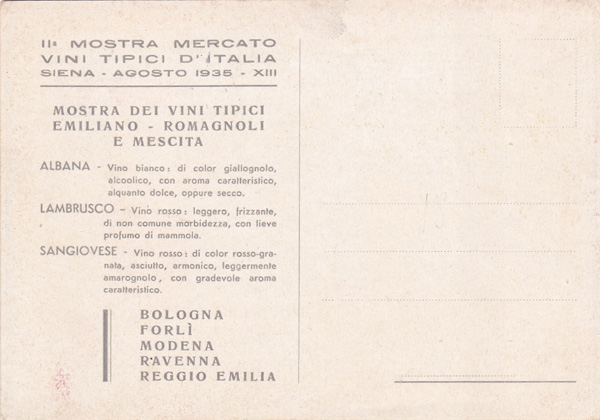 IIª MOSTRA MERCATO
VINI TIPICI D'ITALIA
SIENA - AGOSTO 1935 - XIII
MOSTRA DEI VINI TIPICI
EMILIANO - ROMAGNOLI
E MESCITA
ALBANA - Vino bianco: di color giallognolo,
alcoolico, con aroma caratteristico,
alquanto dolce, oppure secco.
LAMBRUSCO - Vino rosso: leggero, frizzante,
di non comune morbidezza, con lieve
profumo di mammola.
SANGIOVESE - Vino rosso: di color rosso-gra-
nata, asciutto, armonico, leggermente
amarognolo, con gradevole aroma
caratteristico.
BOLOGNA
FORLÌ
MODENA
RAVENNA
REGGIO EMILIA